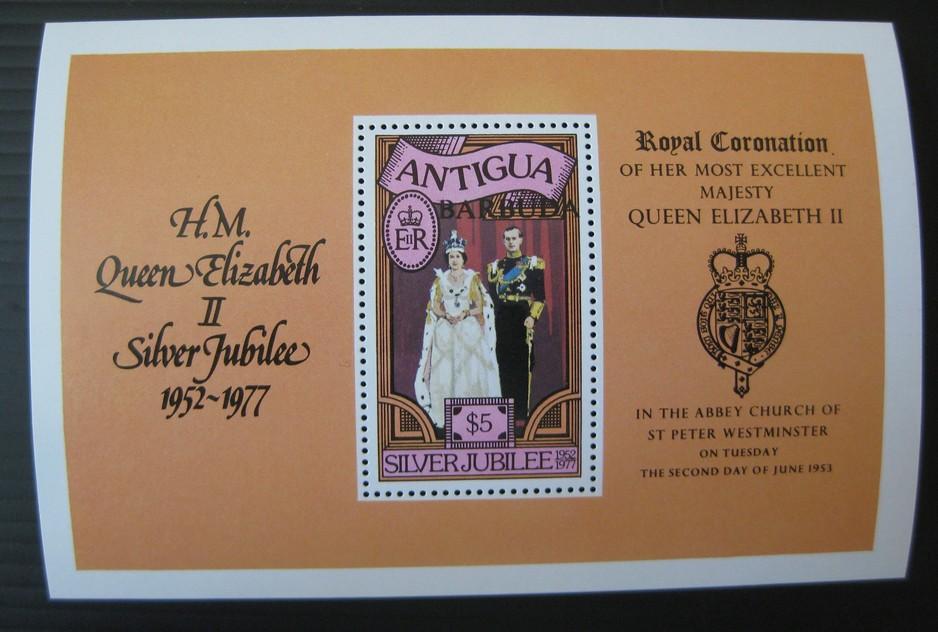 H.M.
Queen Elizabeth
II
Silver Jubilee
1952~1977
ANTIGUA
BARBUDA
EIIR
$5
SILVER JUBILEE 1952 1977
Royal Coronation
OF HER MOST EXCELLENT
MAJESTY
QUEEN ELIZABETH II
IN THE ABBEY CHURCH OF
ST PETER WESTMINSTER
ON TUESDAY
THE SECOND DAY OF JUNE 1953